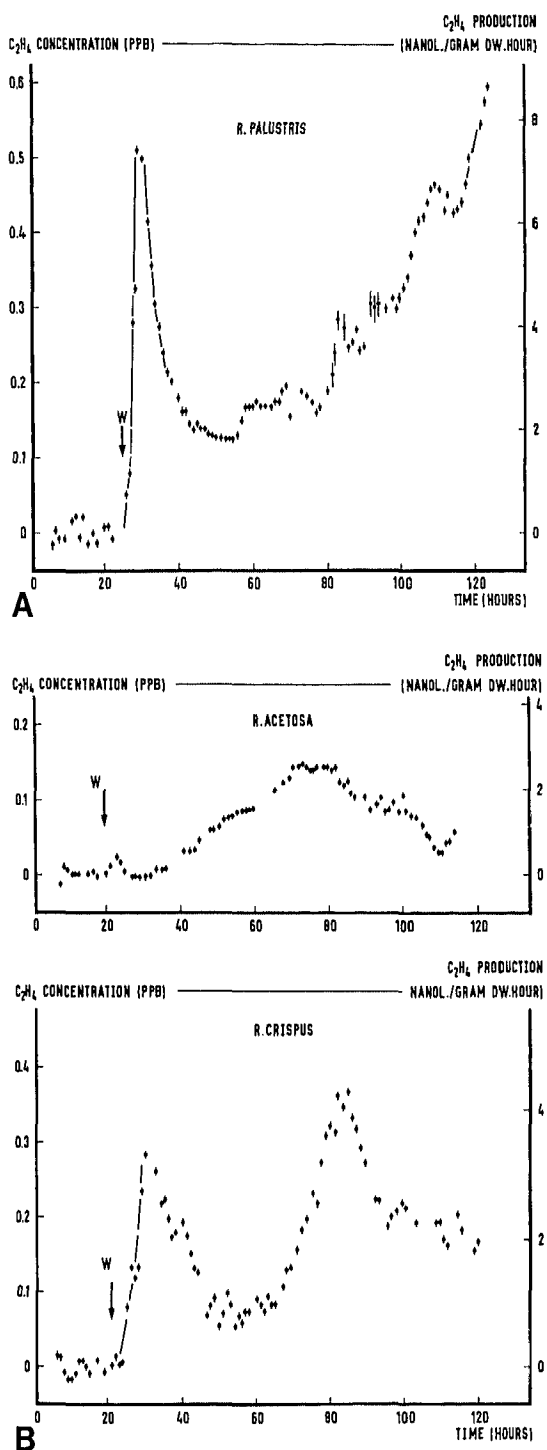 C₂H₄ PRODUCTION
C₂H₄ CONCENTRATION (PPB) (NANOL./GRAM DW.HOUR)
0.6
R. PALUSTRIS
8
0.5
0.4
6
0.3
4
0.2
W
2
0.1
0
0
0 20 40 60 80 100 120
A
TIME (HOURS)
C₂H₄ PRODUCTION
C₂H₄ CONCENTRATION (PPB) (NANOL./GRAM DW.HOUR)
R. ACETOSA
4
0.2
W
0.1
2
0
0
0 20 40 60 80 100 120
C₂H₄ PRODUCTION
C₂H₄ CONCENTRATION (PPB) NANOL./GRAM DW.HOUR)
R. CRISPUS
0.4
4
0.3
0.2
2
W
0.1
0
0
0 20 40 60 80 100 120
B
TIME (HOURS)